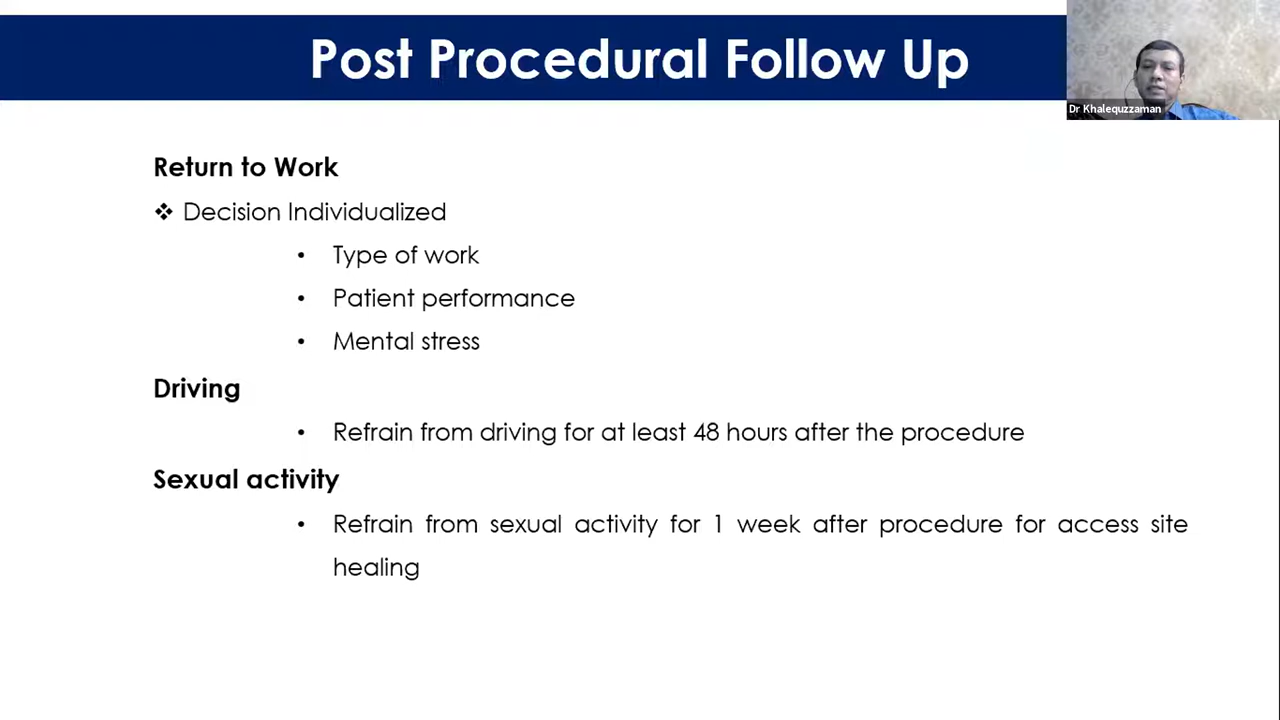 Post Procedural Follow Up
Dr Khalequzzaman
Return to Work
❖ Decision Individualized
• Type of work
• Patient performance
• Mental stress
Driving
• Refrain from driving for at least 48 hours after the procedure
Sexual activity
• Refrain from sexual activity for 1 week after procedure for access site
healing